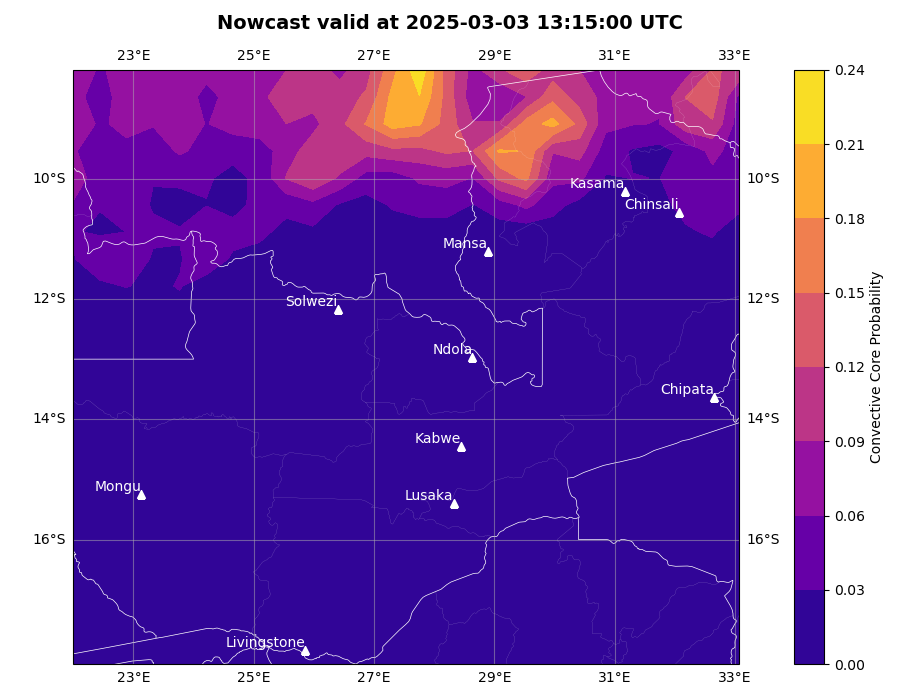 Nowcast valid at 2025-03-03 13:15:00 UTC
23°E 25°E 27°E 29°E 31°E 33°E
0.24
0.21
0.18
0.15
0.12
0.09
0.06
0.03
0.00
Convective Core Probability
10°S 10°S
12°S 12°S
14°S 14°S
16°S 16°S
Kasama
Chinsali
Mansa
Solwezi
Ndola
Chipata
Kabwe
Mongu
Lusaka
Livingstone
23°E 25°E 27°E 29°E 31°E 33°E